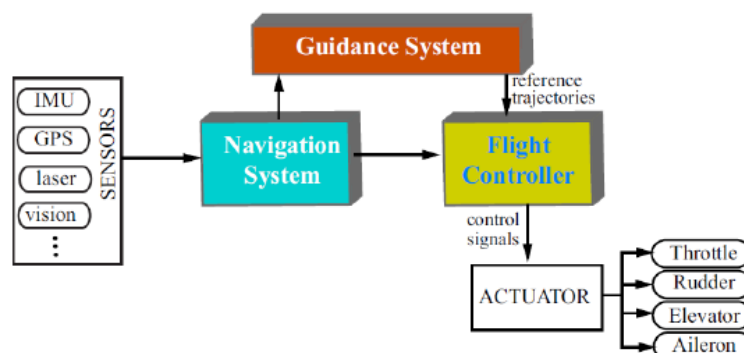 Guidance System
IMU
GPS
laser
vision
SENSORS
Navigation
System
reference
trajectories
Flight
Controller
control
signals
ACTUATOR
Throttle
Rudder
Elevator
Aileron